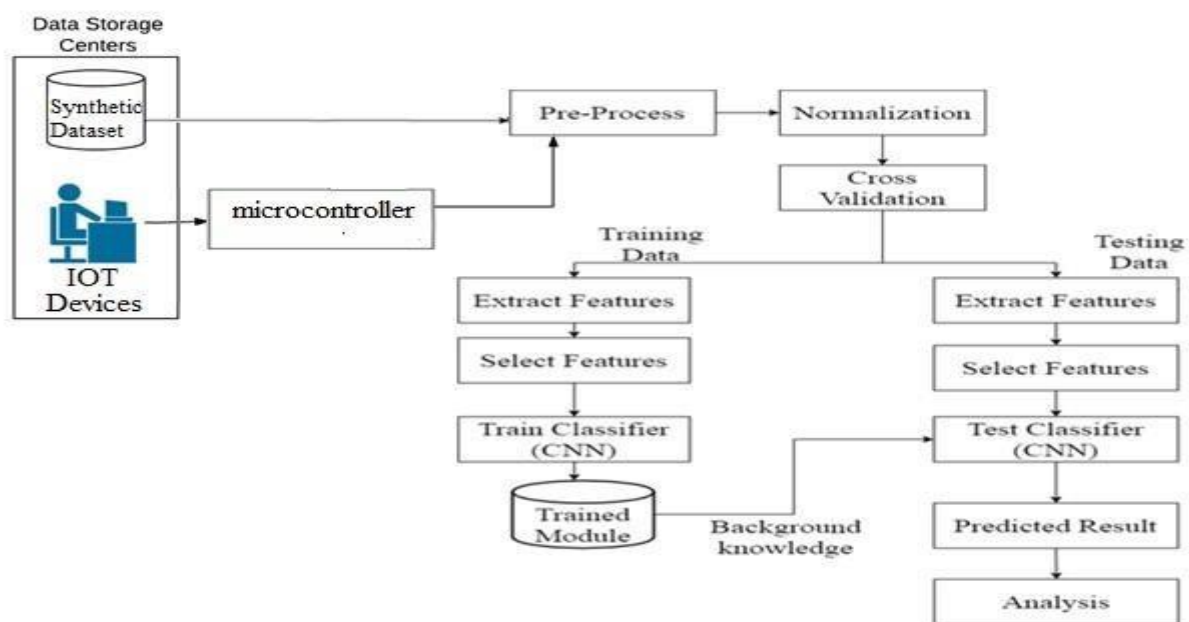 Data Storage
Centers
Synthetic
Dataset
Pre-Process
Normalization
Cross
Validation
microcontroller
IOT
Devices
Training
Data
Testing
Data
Extract Features
Extract Features
Select Features
Select Features
Train Classifier
(CNN)
Test Classifier
(CNN)
Trained
Module
Background
knowledge
Predicted Result
Analysis